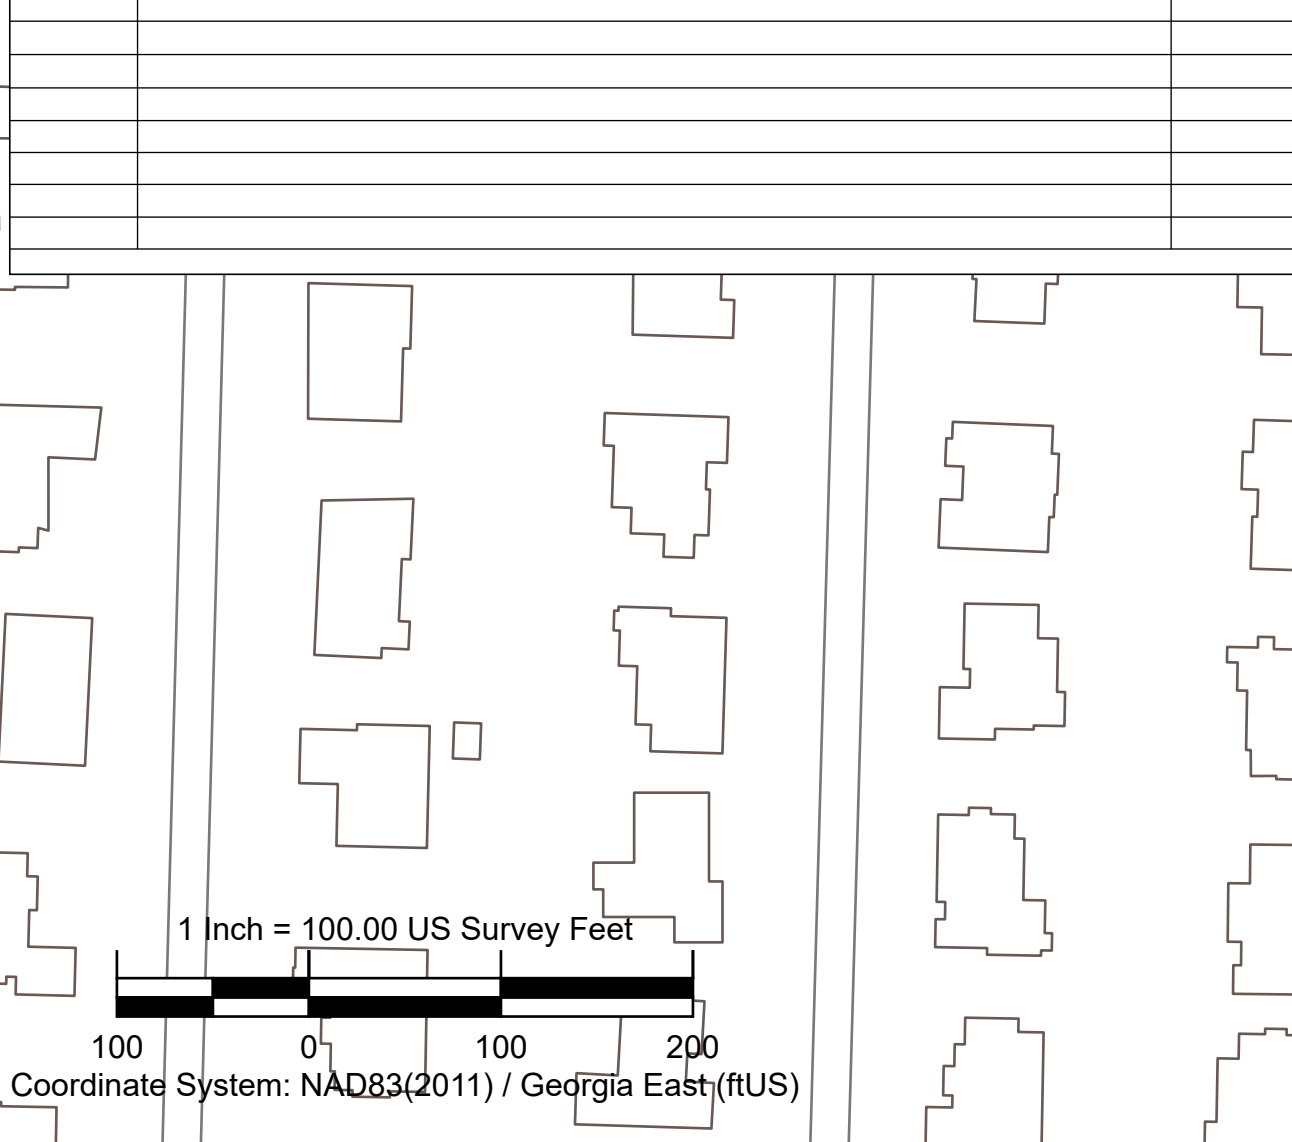 1 Inch = 100.00 US Survey Feet
100 0 100 200
Coordinate System: NAD83(2011) / Georgia East (ftUS)